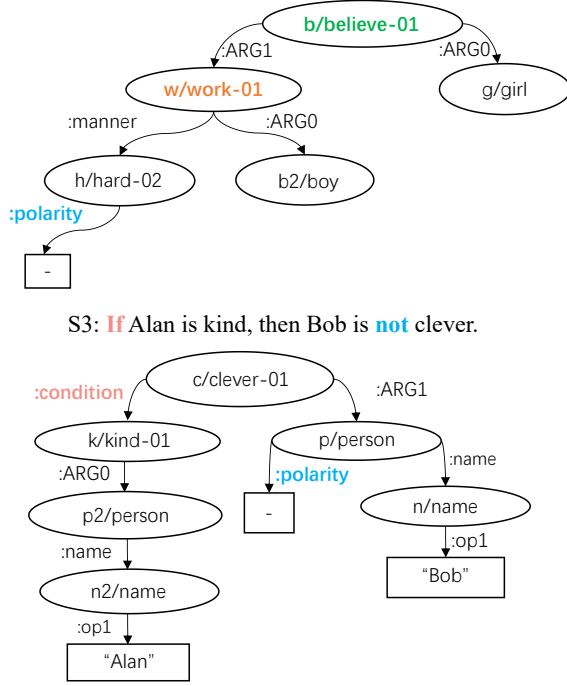 b/believe-01
:ARG1
:ARG0
w/work-01
g/girl
:manner
:ARG0
h/hard-02
b2/boy
:polarity
-
S3: If Alan is kind, then Bob is not clever.
c/clever-01
:condition
:ARG1
k/kind-01
p/person
:ARG0
:polarity
:name
p2/person
-
n/name
:name
:op1
n2/name
"Bob"
:op1
"Alan"